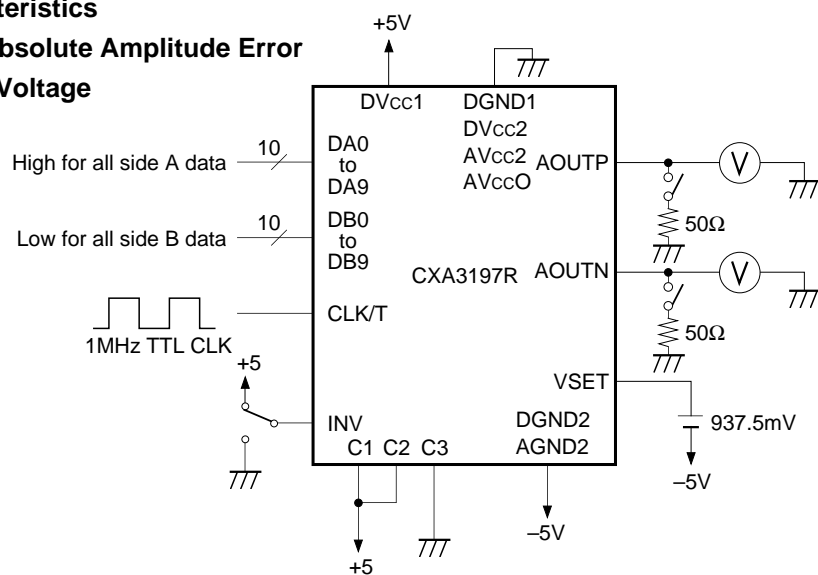 teristics
bsolute Amplitude Error
Voltage
+5V
DVcc1
DGND1
DVcc2
AVcc2
AVccO
High for all side A data
10
DA0
to
DA9
AOUTP
V
50Ω
Low for all side B data
10
DB0
to
DB9
CXA3197R
AOUTN
V
50Ω
CLK/T
1MHz TTL CLK
+5
INV
VSET
937.5mV
–5V
C1 C2 C3
DGND2
AGND2
+5
–5V